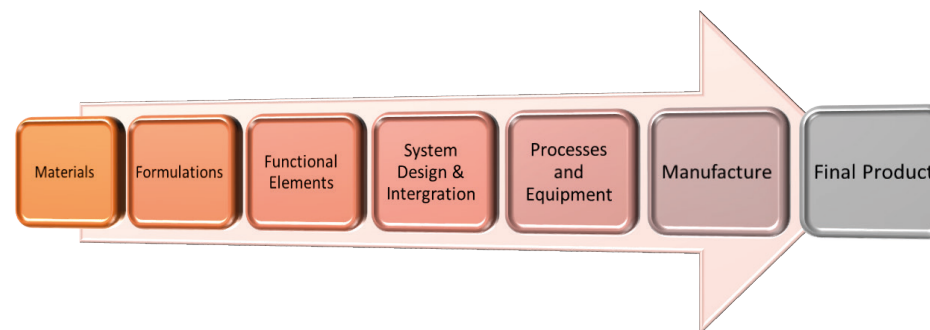 Materials
Formulations
Functional
Elements
System
Design &
Intergration
Processes
and
Equipment
Manufacture
Final Product